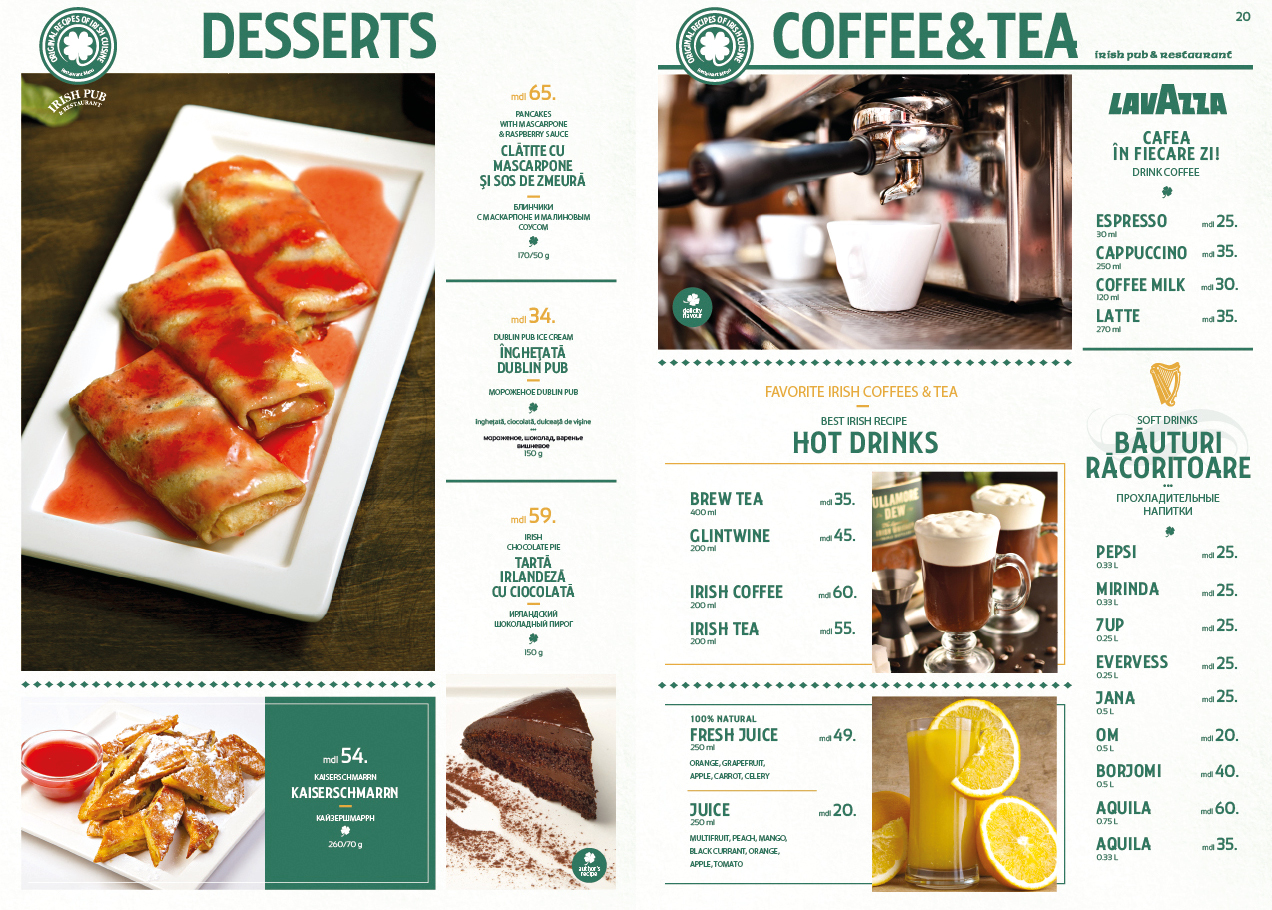 ORIGINAL RECIPES OF IRISH CUISINE
Restaurant Menu
DESSERTS
IRISH PUB
& RESTAURANT
mdl 65.
PANCAKES
WITH MASCARPONE
& RASPBERRY SAUCE
CLĂTITE CU
MASCARPONE
ȘI SOS DE ZMEURĂ
БЛИНЧИКИ
С МАСКАРПОНЕ И МАЛИНОВЫМ
СОУСОМ
170/50 g
mdl 34.
DUBLIN PUB ICE CREAM
ÎNGHEȚATĂ
DUBLIN PUB
МОРОЖЕНОЕ DUBLIN PUB
înghețată, ciocolată, dulceață de vișine
***
мороженое, шоколад, варенье
вишневое
150 g
mdl 59.
IRISH
CHOCOLATE PIE
TARTĂ
IRLANDEZĂ
CU CIOCOLATĂ
ИРЛАНДСКИЙ
ШОКОЛАДНЫЙ ПИРОГ
150 g
mdl 54.
KAISERSCHMARRN
KAISERSCHMARRN
КАЙЗЕРШМАРРН
260/70 g
author's
recipe
ORIGINAL RECIPES OF IRISH CUISINE
Restaurant Menu
COFFEE&TEA
irish pub & restaurant
20
delicity
flavour
LAVAZZA
CAFEA
ÎN FIECARE ZI!
DRINK COFFEE
ESPRESSO mdl 25.
30 ml
CAPPUCCINO mdl 35.
250 ml
COFFEE MILK mdl 30.
120 ml
LATTE mdl 35.
270 ml
FAVORITE IRISH COFFEES & TEA
BEST IRISH RECIPE
HOT DRINKS
BREW TEA mdl 35.
400 ml
GLINTWINE mdl 45.
200 ml
IRISH COFFEE mdl 60.
200 ml
IRISH TEA mdl 55.
200 ml
ULLAMORE
DEW
100% NATURAL
FRESH JUICE mdl 49.
250 ml
ORANGE, GRAPEFRUIT,
APPLE, CARROT, CELERY
JUICE mdl 20.
250 ml
MULTIFRUIT, PEACH, MANGO,
BLACK CURRANT, ORANGE,
APPLE, TOMATO
SOFT DRINKS
BĂUTURI
RĂCORITOARE
***
ПРОХЛАДИТЕЛЬНЫЕ
НАПИТКИ
PEPSI mdl 25.
0.33 L
MIRINDA mdl 25.
0.33 L
7UP mdl 25.
0.25 L
EVERVESS mdl 25.
0.25 L
JANA mdl 25.
0.5 L
OM mdl 20.
0.5 L
BORJOMI mdl 40.
0.5 L
AQUILA mdl 60.
0.75 L
AQUILA mdl 35.
0.33 L